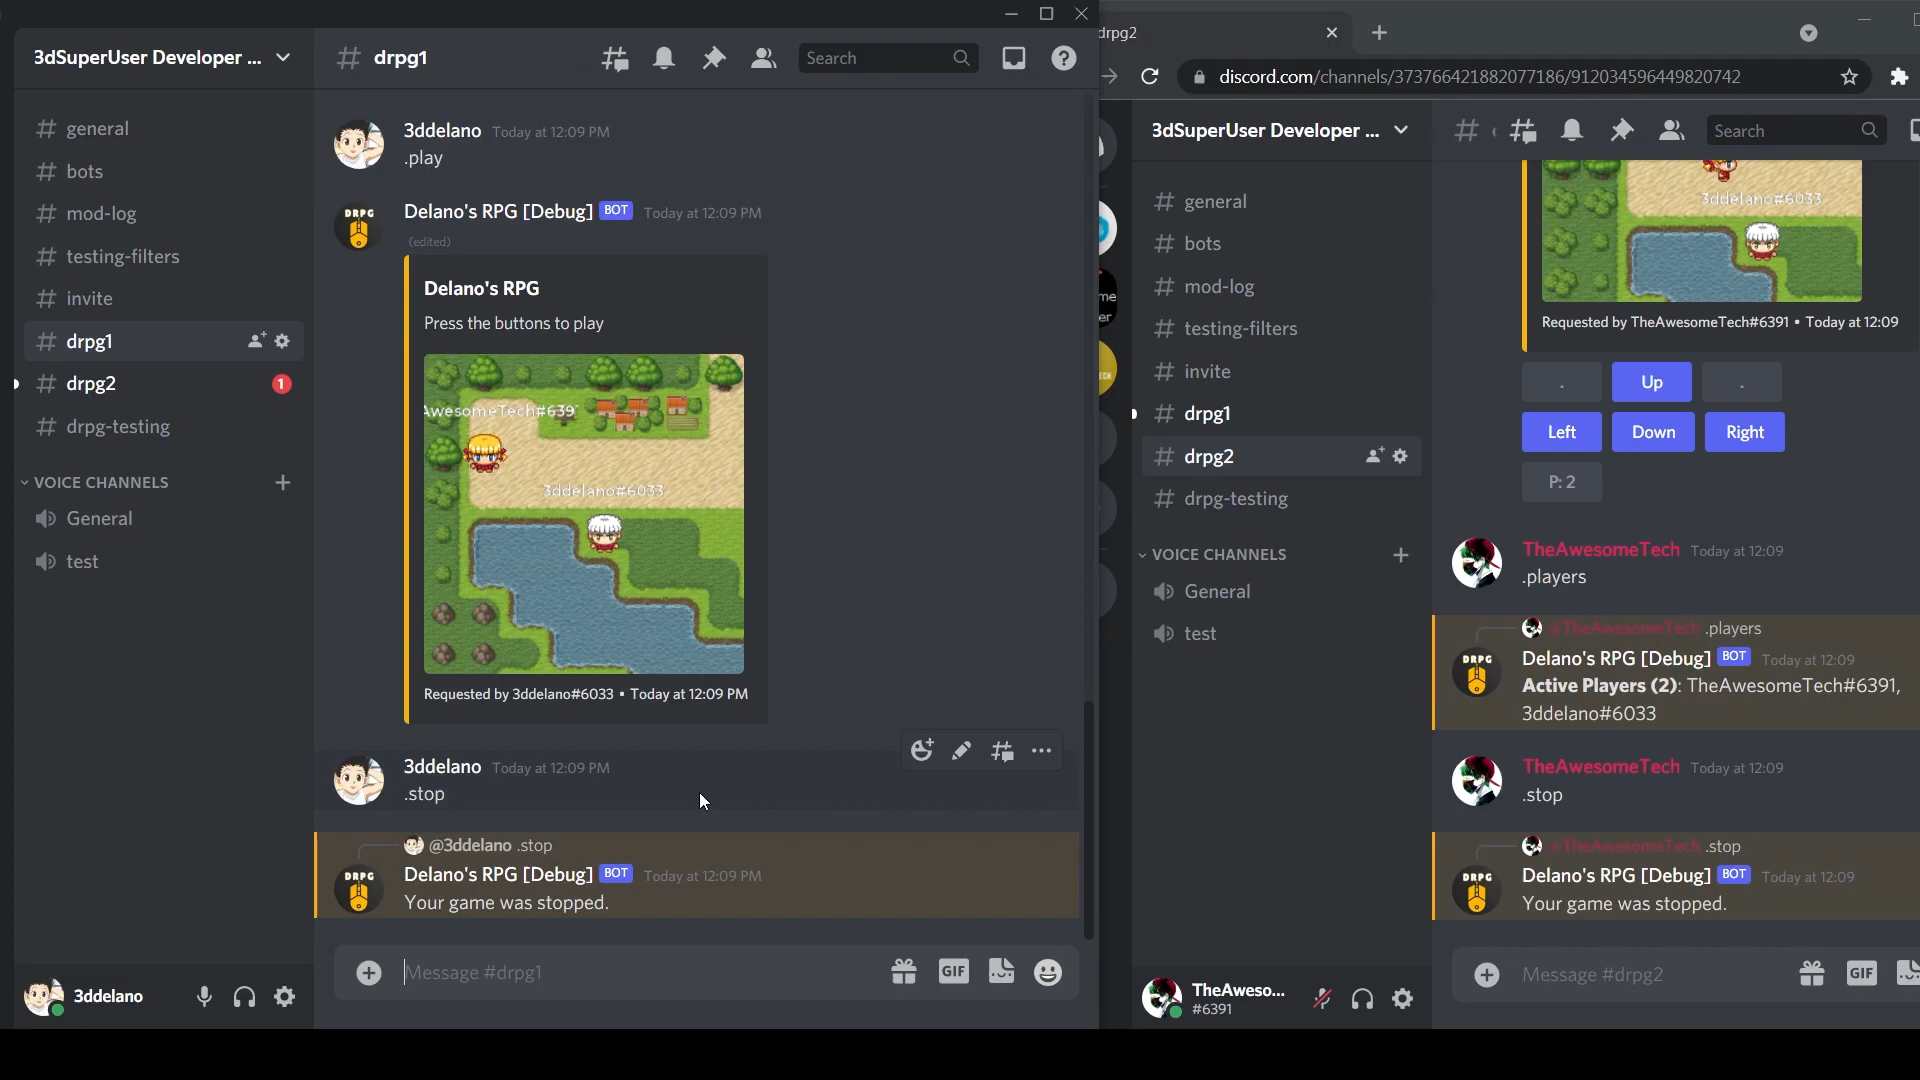 3dSuperUser Developer ...
general
bots
mod-log
testing-filters
invite
drpg1
drpg2
1
drpg-testing
VOICE CHANNELS
General
test
3ddelano
drpg1
Search
3ddelano Today at 12:09 PM
.play
DRPG
Delano's RPG [Debug] BOT Today at 12:09 PM
(edited)
Delano's RPG
Press the buttons to play
AwesomeTech#639
3ddelano#6033
Requested by 3ddelano#6033 • Today at 12:09 PM
3ddelano Today at 12:09 PM
.stop
@3ddelano .stop
DRPG
Delano's RPG [Debug] BOT Today at 12:09 PM
Your game was stopped.
Message #drpg1
GIF
drpg2
discord.com/channels/373766421882077186/912034596449820742
me
er
3dSuperUser Developer ...
general
bots
mod-log
testing-filters
invite
drpg1
drpg2
drpg-testing
VOICE CHANNELS
General
test
TheAweso...
#6391
Search
3ddelano#6033
Requested by TheAwesomeTech#6391 • Today at 12:09
. Up .
Left Down Right
P: 2
TheAwesomeTech Today at 12:09
.players
@TheAwesomeTech .players
DRPG
Delano's RPG [Debug] BOT Today at 12:09
Active Players (2): TheAwesomeTech#6391,
3ddelano#6033
TheAwesomeTech Today at 12:09
.stop
@TheAwesomeTech .stop
DRPG
Delano's RPG [Debug] BOT Today at 12:09
Your game was stopped.
Message #drpg2
GIF